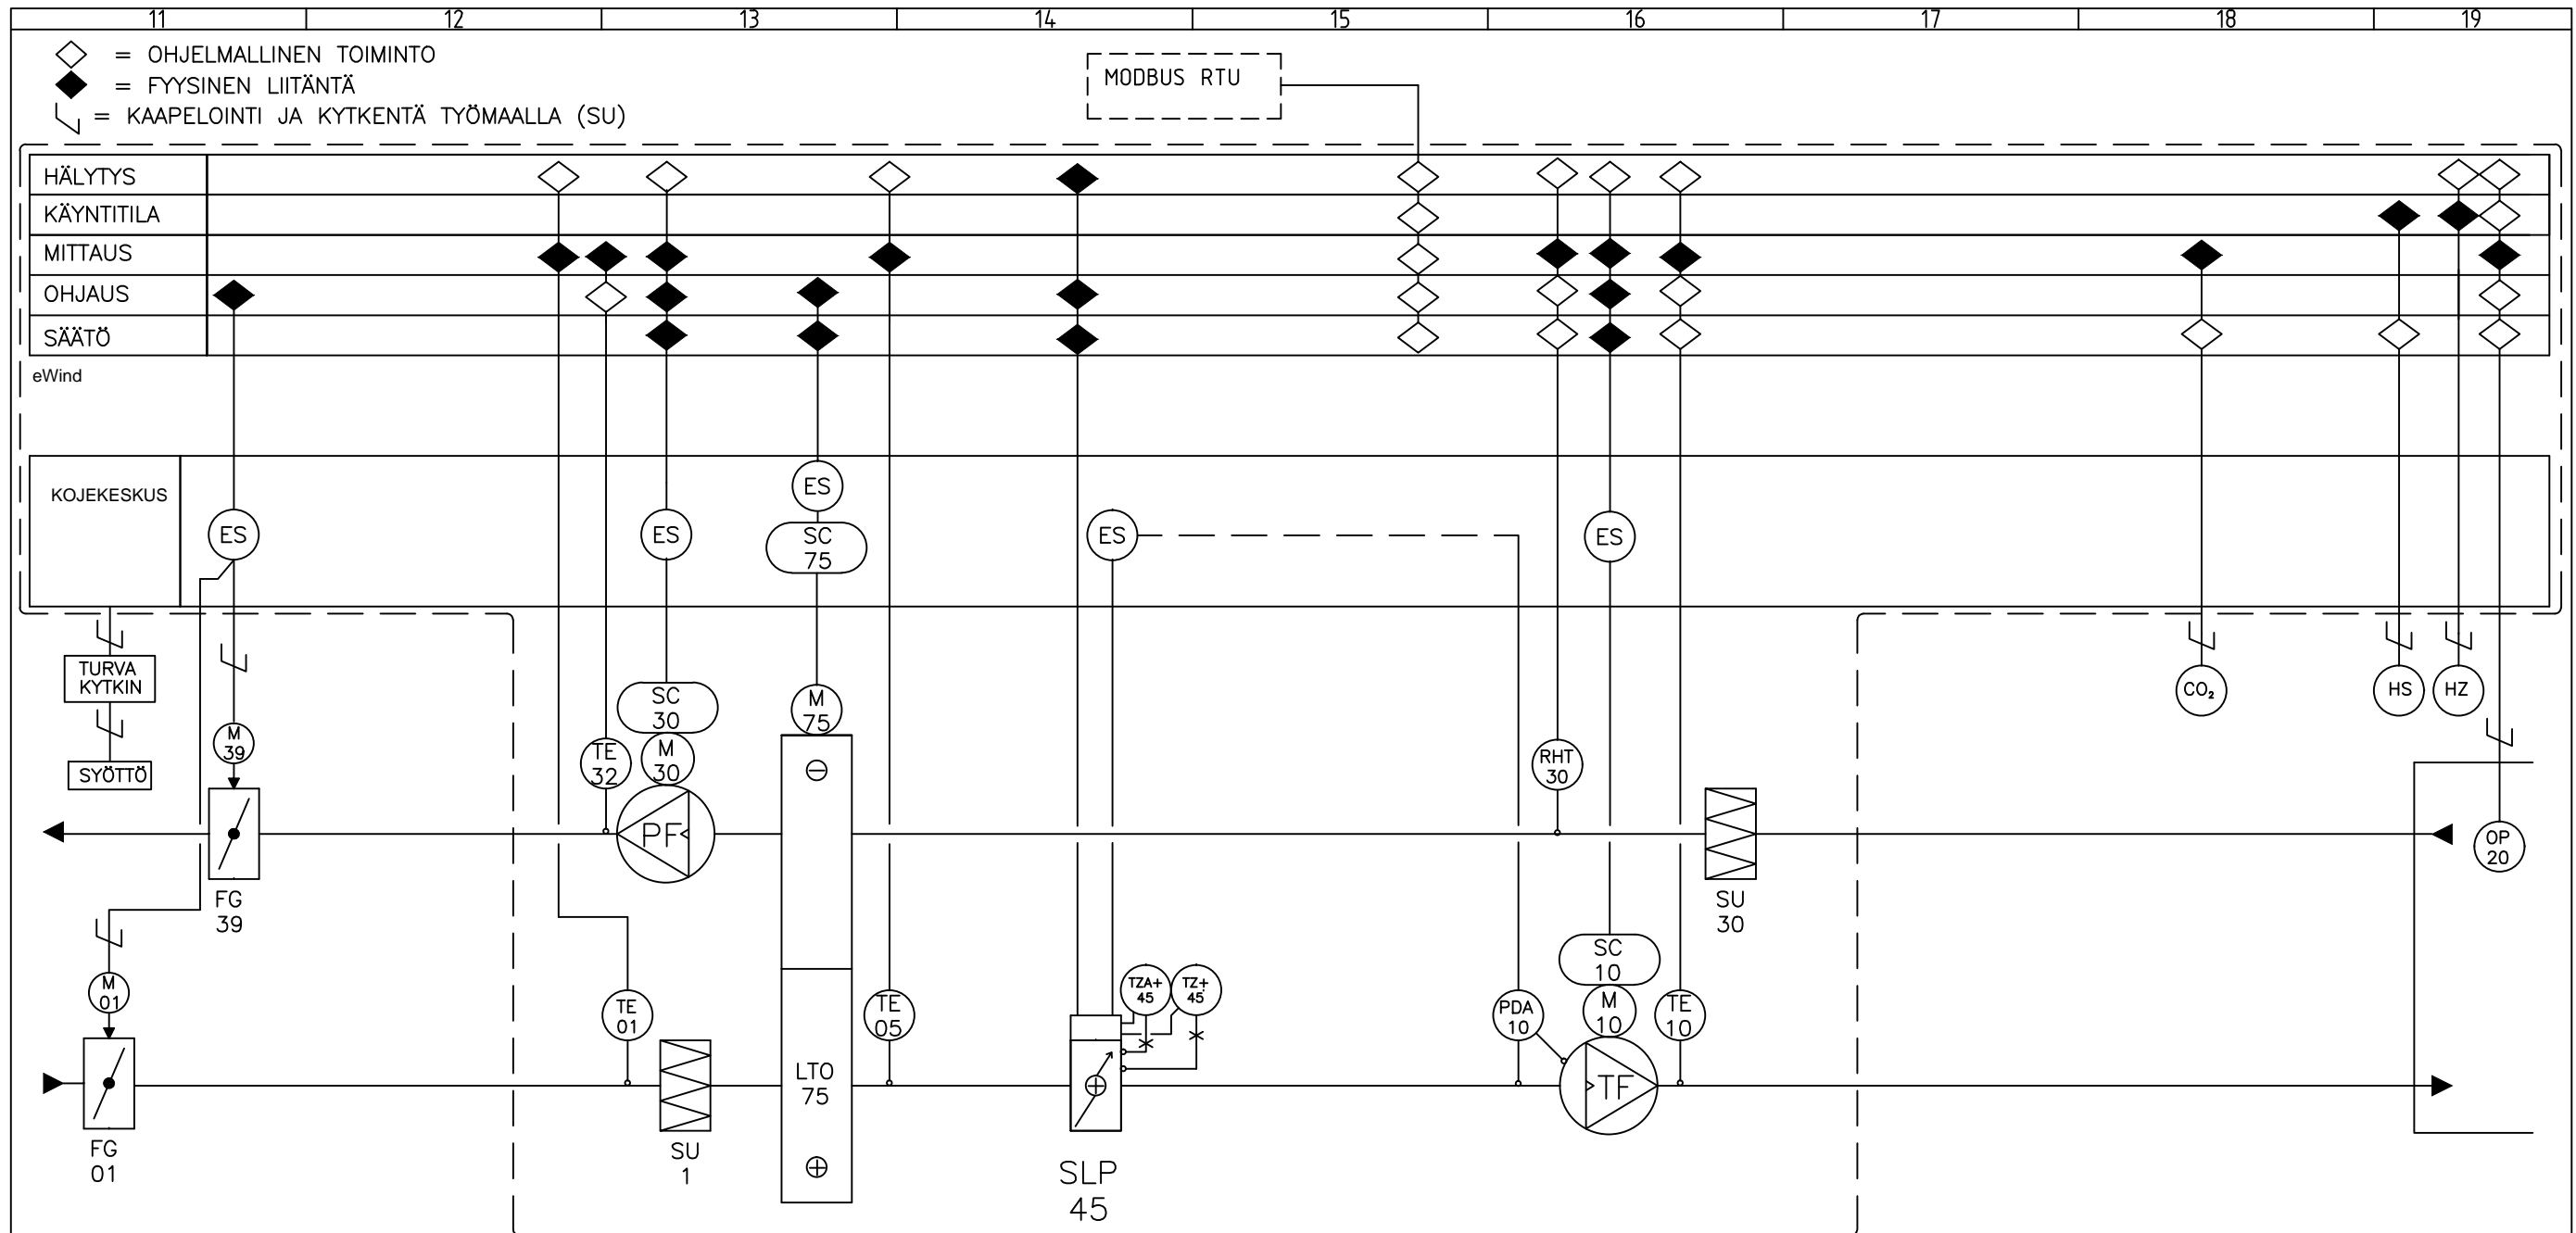 11 12 13 14 15 16 17 18 19
= OHJELMALLINEN TOIMINTO
= FYYSINEN LIITÄNTÄ
= KAAPELOINTI JA KYTKENTÄ TYÖMAALLA (SU)
MODBUS RTU
HÄLYTYS
KÄYNTITILA
MITTAUS
OHJAUS
SÄÄTÖ
eWind
KOJEKESKUS
ES
ES
ES
SC
75
ES
ES
TURVA
KYTKIN
SYÖTTÖ
M
39
TE
32
SC
30
M
30
M
75
RHT
30
CO₂
HS
HZ
PF
OP
20
FG
39
SU
30
M
01
TE
01
TE
05
TZA+
45
TZ+
45
PDA
10
SC
10
M
10
TE
10
LTO
75
TF
FG
01
SU
1
SLP
45